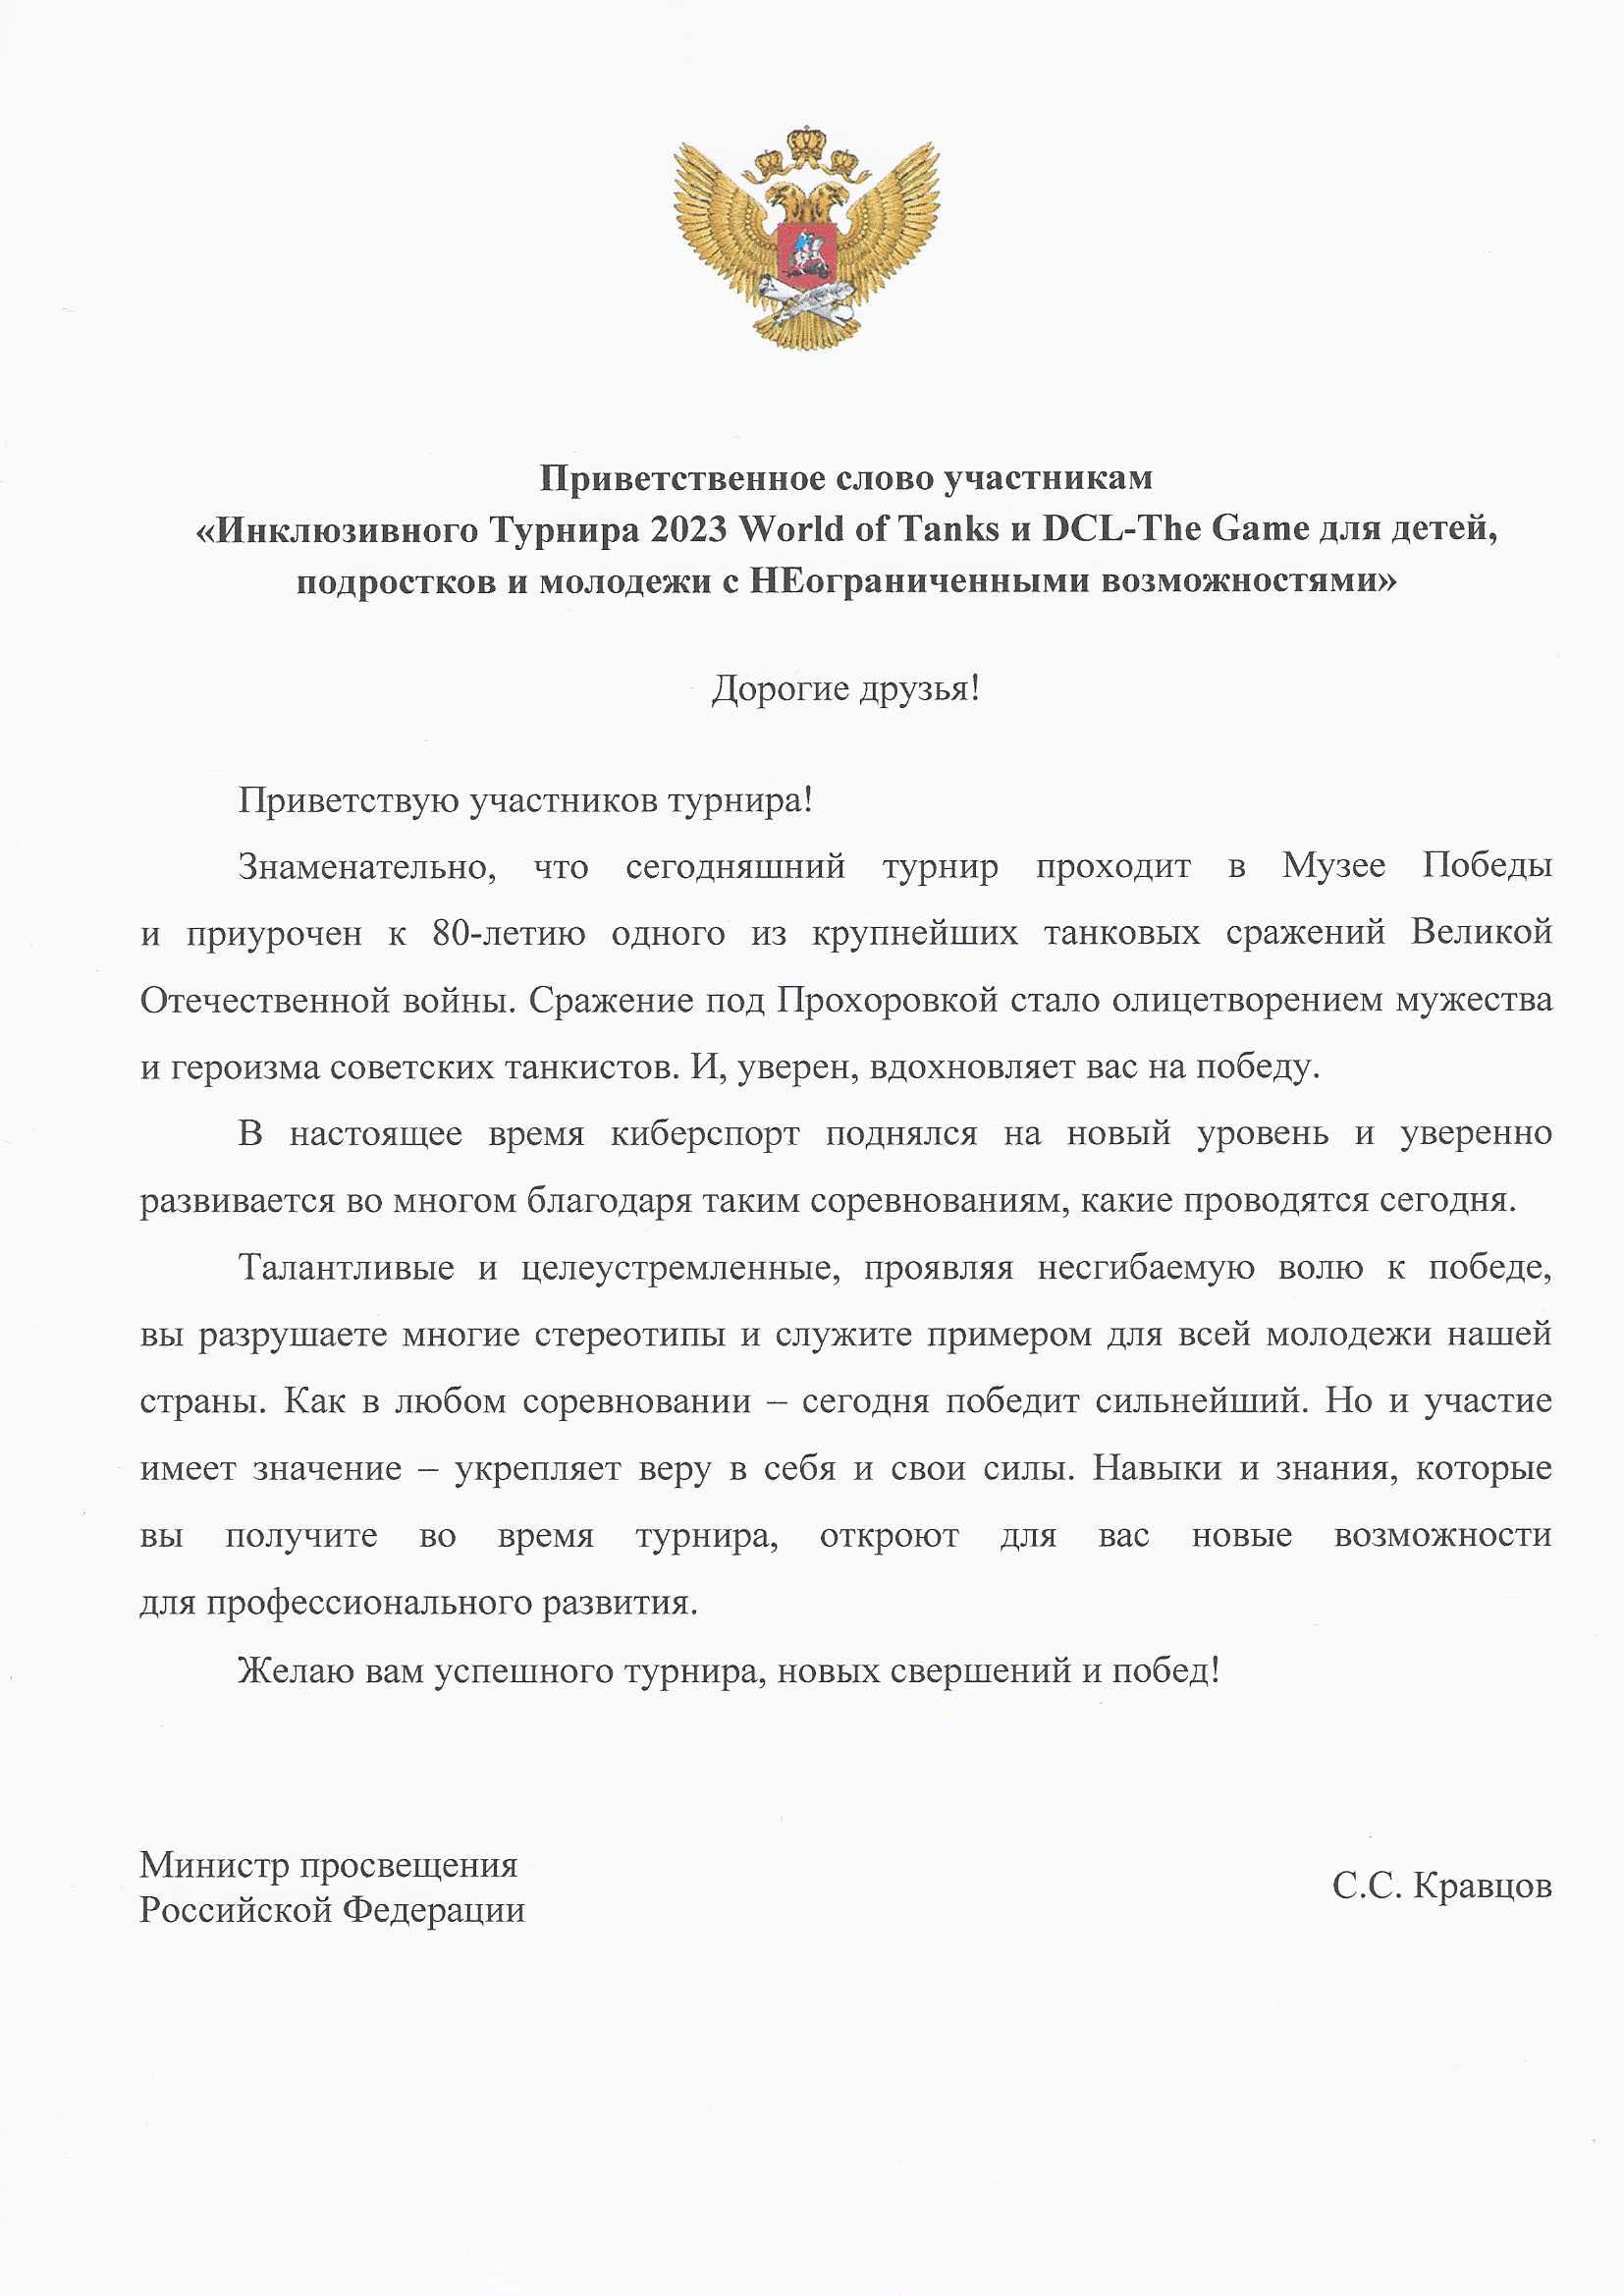 Приветственное слово участникам
«Инклюзивного Турнира 2023 World of Tanks и DCL-The Game для детей,
подростков и молодежи с НЕограниченными возможностями»
Дорогие друзья!
Приветствую участников турнира!
Знаменательно, что сегодняшний турнир проходит в Музее Победы
и приурочен к 80-летию одного из крупнейших танковых сражений Великой
Отечественной войны. Сражение под Прохоровкой стало олицетворением мужества
и героизма советских танкистов. И, уверен, вдохновляет вас на победу.
В настоящее время киберспорт поднялся на новый уровень и уверенно
развивается во многом благодаря таким соревнованиям, какие проводятся сегодня.
Талантливые и целеустремленные, проявляя несгибаемую волю к победе,
вы разрушаете многие стереотипы и служите примером для всей молодежи нашей
страны. Как в любом соревновании – сегодня победит сильнейший. Но и участие
имеет значение – укрепляет веру в себя и свои силы. Навыки и знания, которые
вы получите во время турнира, откроют для вас новые возможности
для профессионального развития.
Желаю вам успешного турнира, новых свершений и побед!
Министр просвещения
Российской Федерации
С.С. Кравцов